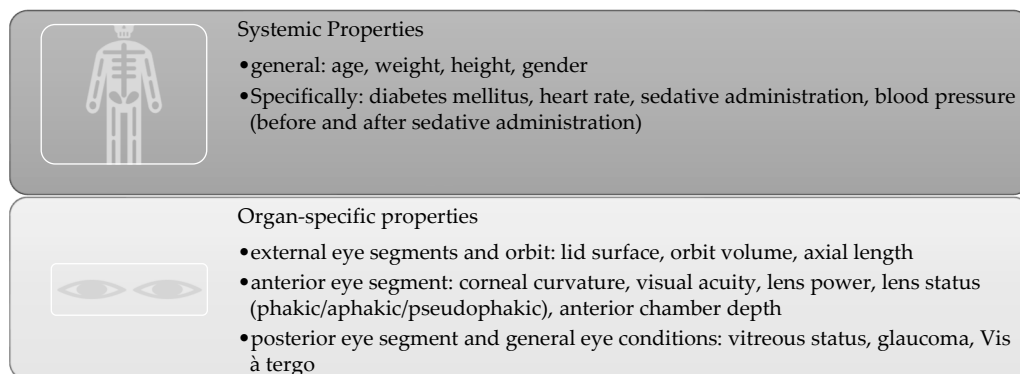 Systemic Properties
•general: age, weight, height, gender
•Specifically: diabetes mellitus, heart rate, sedative administration, blood pressure
(before and after sedative administration)
Organ-specific properties
•external eye segments and orbit: lid surface, orbit volume, axial length
•anterior eye segment: corneal curvature, visual acuity, lens power, lens status
(phakic/aphakic/pseudophakic), anterior chamber depth
•posterior eye segment and general eye conditions: vitreous status, glaucoma, Vis
à tergo